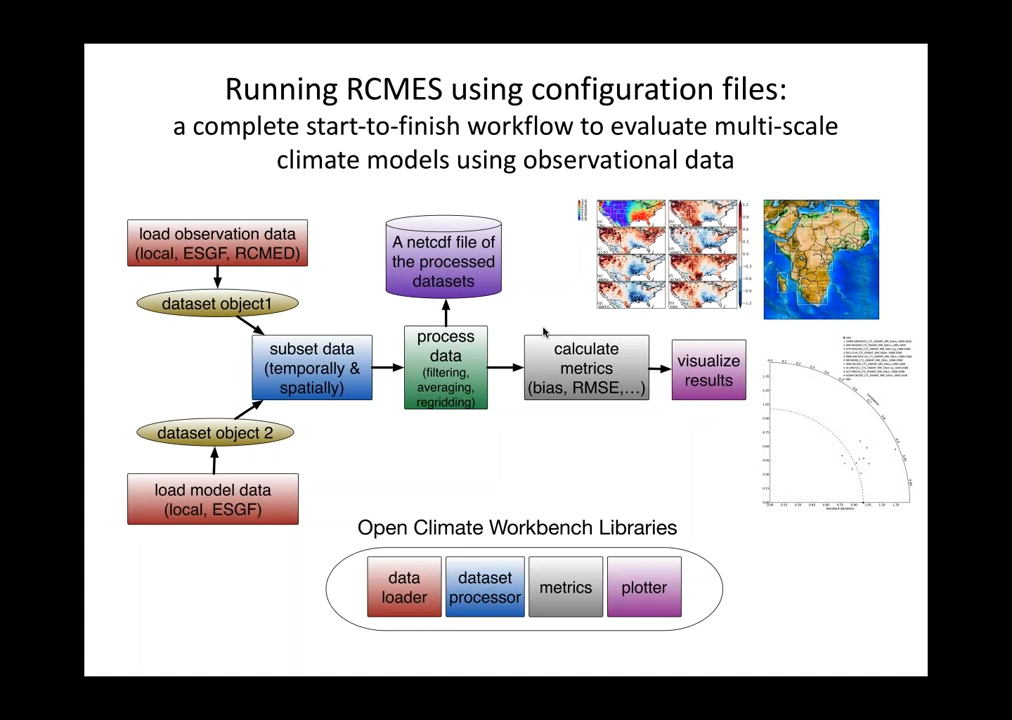 Running RCMES using configuration files:
a complete start-to-finish workflow to evaluate multi-scale
climate models using observational data
load observation data
(local, ESGF, RCMED)
dataset object1
A netcdf file of
the processed
datasets
subset data
(temporally &
spatially)
process
data
(filtering,
averaging,
regridding)
calculate
metrics
(bias, RMSE,...)
visualize
results
dataset object 2
load model data
(local, ESGF)
Open Climate Workbench Libraries
data
loader
dataset
processor
metrics
plotter
Standard deviation